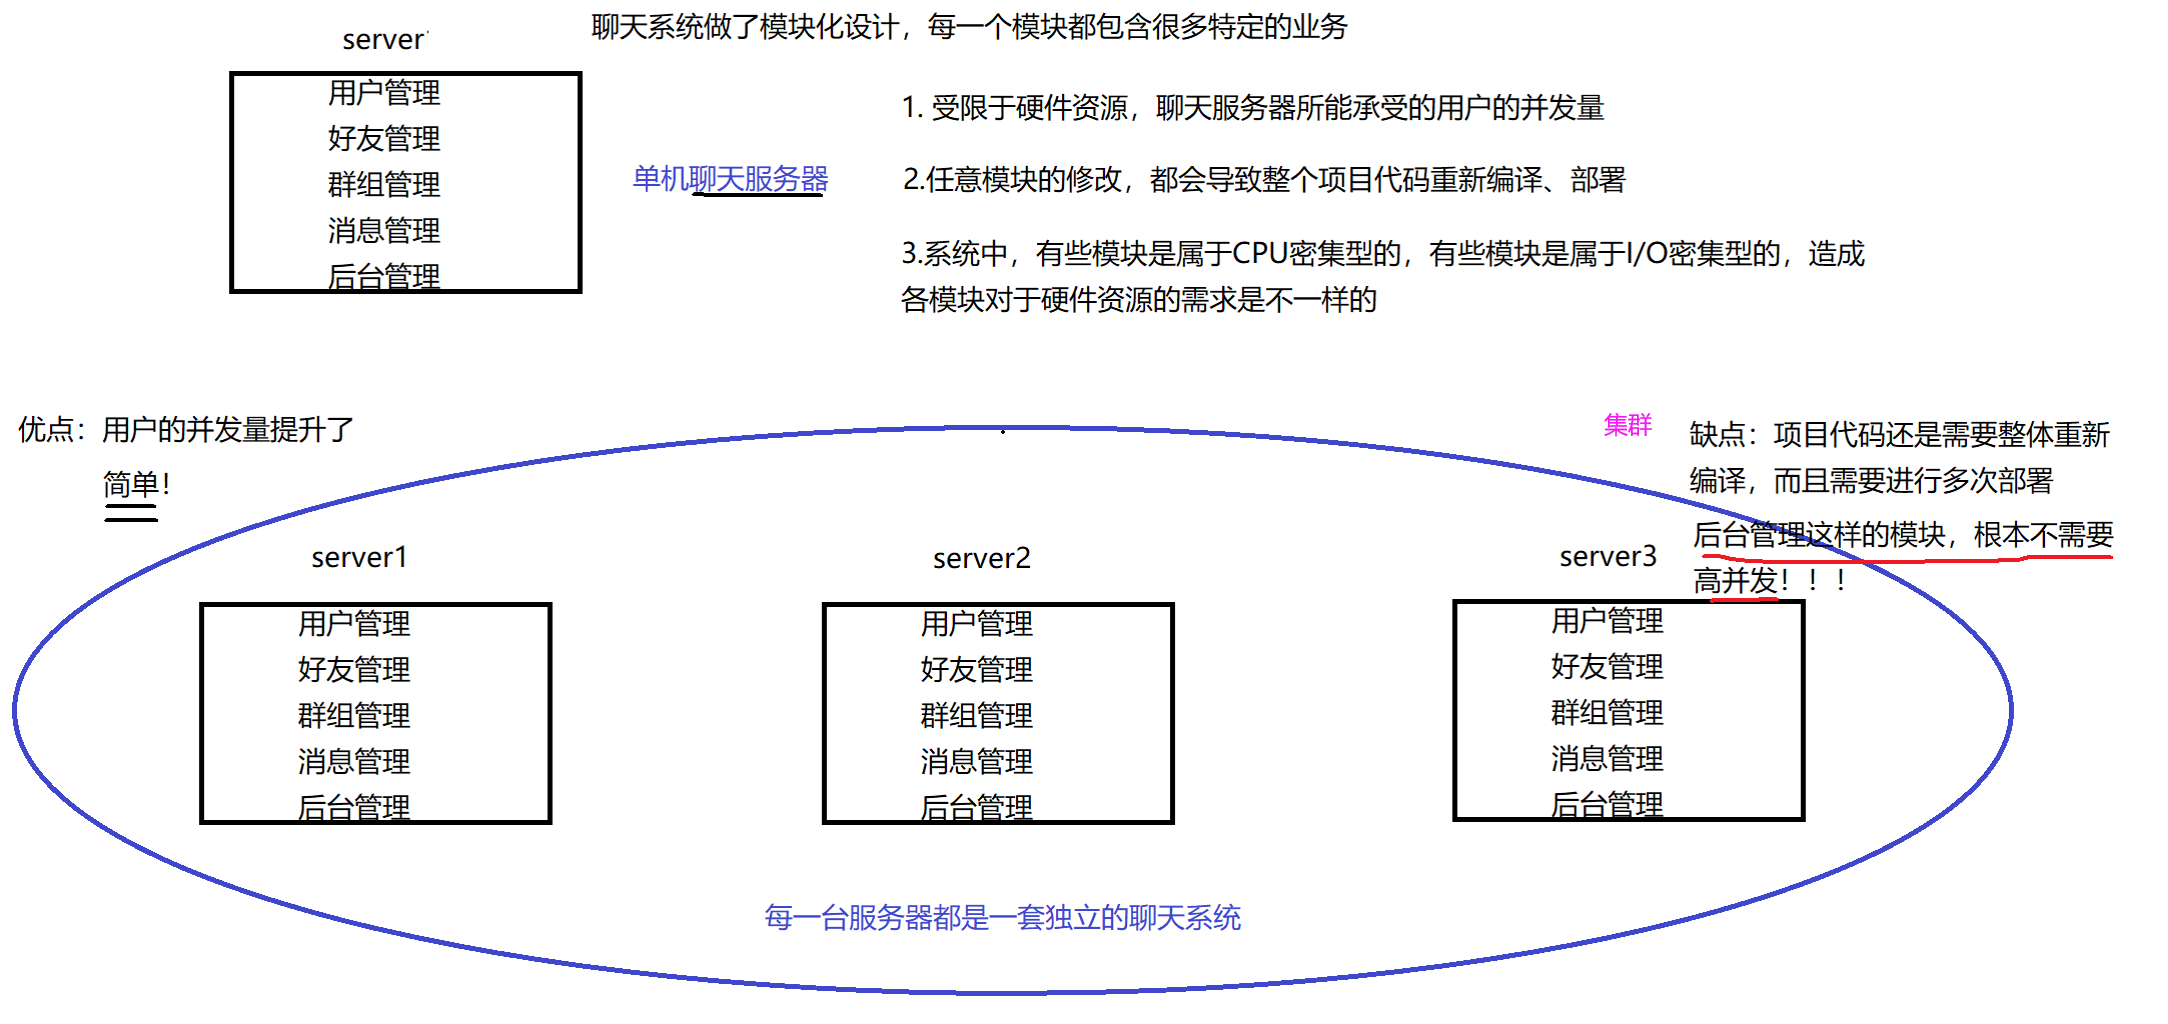 server
聊天系统做了模块化设计，每一个模块都包含很多特定的业务
用户管理
好友管理
群组管理
消息管理
后台管理
单机聊天服务器
1. 受限于硬件资源，聊天服务器所能承受的用户的并发量
2.任意模块的修改，都会导致整个项目代码重新编译、部署
3.系统中，有些模块是属于CPU密集型的，有些模块是属于I/O密集型的，造成
各模块对于硬件资源的需求是不一样的
优点：用户的并发量提升了
简单！
集群
缺点：项目代码还是需要整体重新
编译，而且需要进行多次部署
后台管理这样的模块，根本不需要
高并发！！！
server1
用户管理
好友管理
群组管理
消息管理
后台管理
server2
用户管理
好友管理
群组管理
消息管理
后台管理
server3
用户管理
好友管理
群组管理
消息管理
后台管理
每一台服务器都是一套独立的聊天系统